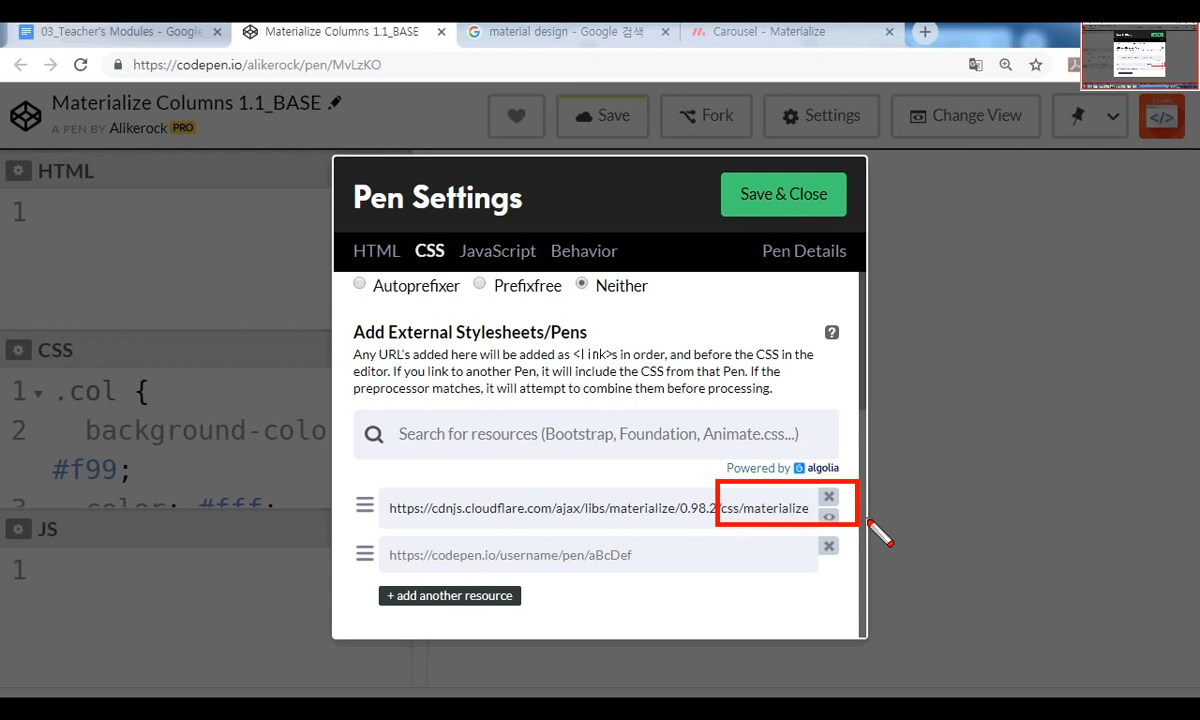 03_Teacher's Modules - Google
Materialize Columns 1.1_BASE
material design - Google 검색
Carousel - Materialize
https://codepen.io/alikerock/pen/MvLzKO
Materialize Columns 1.1_BASE
A PEN BY Alikerock PRO
Save
Fork
Settings
Change View
HTML
1
CSS
1 .col {
2 background-colo
#f99;
color: #fff;
JS
1
Pen Settings
Save & Close
HTML CSS JavaScript Behavior Pen Details
Autoprefixer Prefixfree Neither
Add External Stylesheets/Pens
?
Any URL's added here will be added as <link>s in order, and before the CSS in the
editor. If you link to another Pen, it will include the CSS from that Pen. If the
preprocessor matches, it will attempt to combine them before processing.
Search for resources (Bootstrap, Foundation, Animate.css...)
Powered by algolia
https://cdnjs.cloudflare.com/ajax/libs/materialize/0.98.2/css/materialize
https://codepen.io/username/pen/aBcDef
+ add another resource